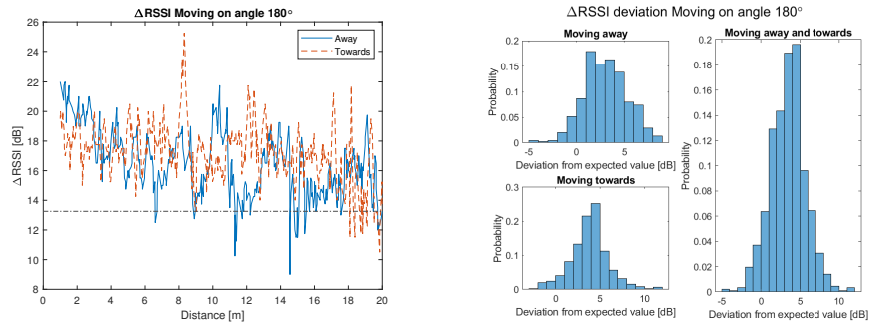 ΔRSSI Moving on angle 180°
Away
Towards
26
24
22
20
18
16
14
12
10
8
Δ RSSI [dB]
0 2 4 6 8 10 12 14 16 18 20
Distance [m]
ΔRSSI deviation Moving on angle 180°
Moving away
0.2
0.15
0.1
0.05
0
Probability
-5 0 5
Deviation from expected value [dB]
Moving towards
0.3
0.2
0.1
0
Probability
0 5 10
Deviation from expected value [dB]
Moving away and towards
0.2
0.18
0.16
0.14
0.12
0.1
0.08
0.06
0.04
0.02
0
Probability
-5 0 5 10
Deviation from expected value [dB]